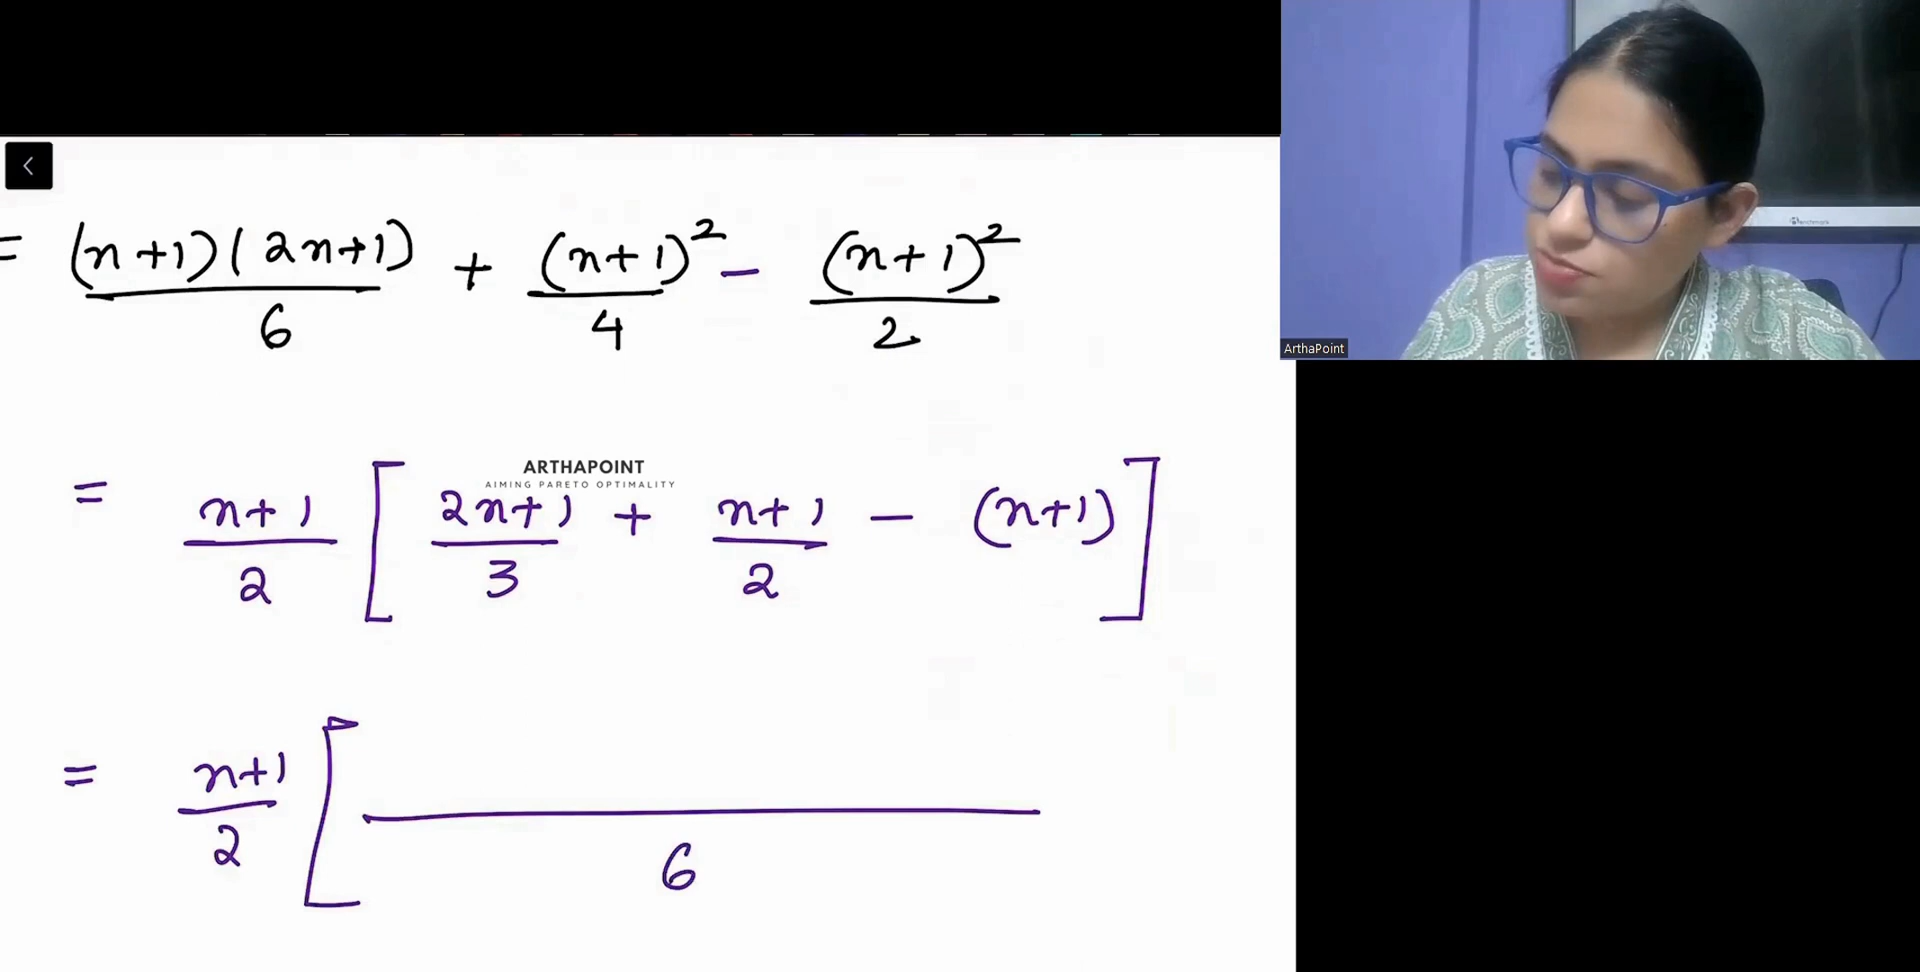 = (n+1)(2n+1)/6 + (n+1)²/4 - (n+1)²/2
ArthaPoint
ARTHAPOINT
AIMING PARETO OPTIMALITY
= n+1/2 [ 2n+1/3 + n+1/2 - (n+1) ]
= n+1/2 [ /6